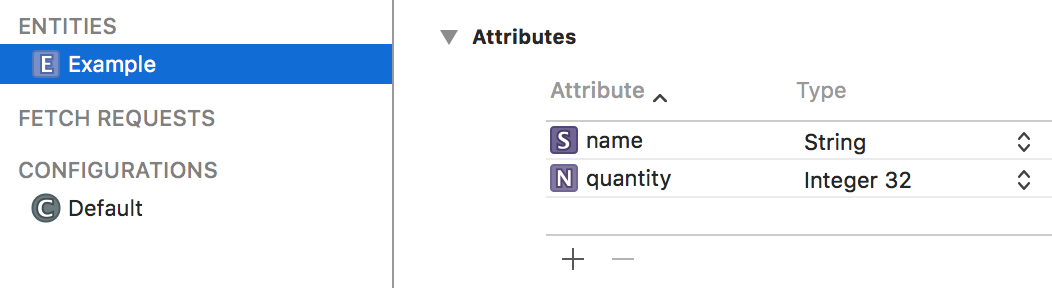 ENTITIES
E Example
FETCH REQUESTS
CONFIGURATIONS
C Default
Attributes
Attribute Type
S name String
N quantity Integer 32